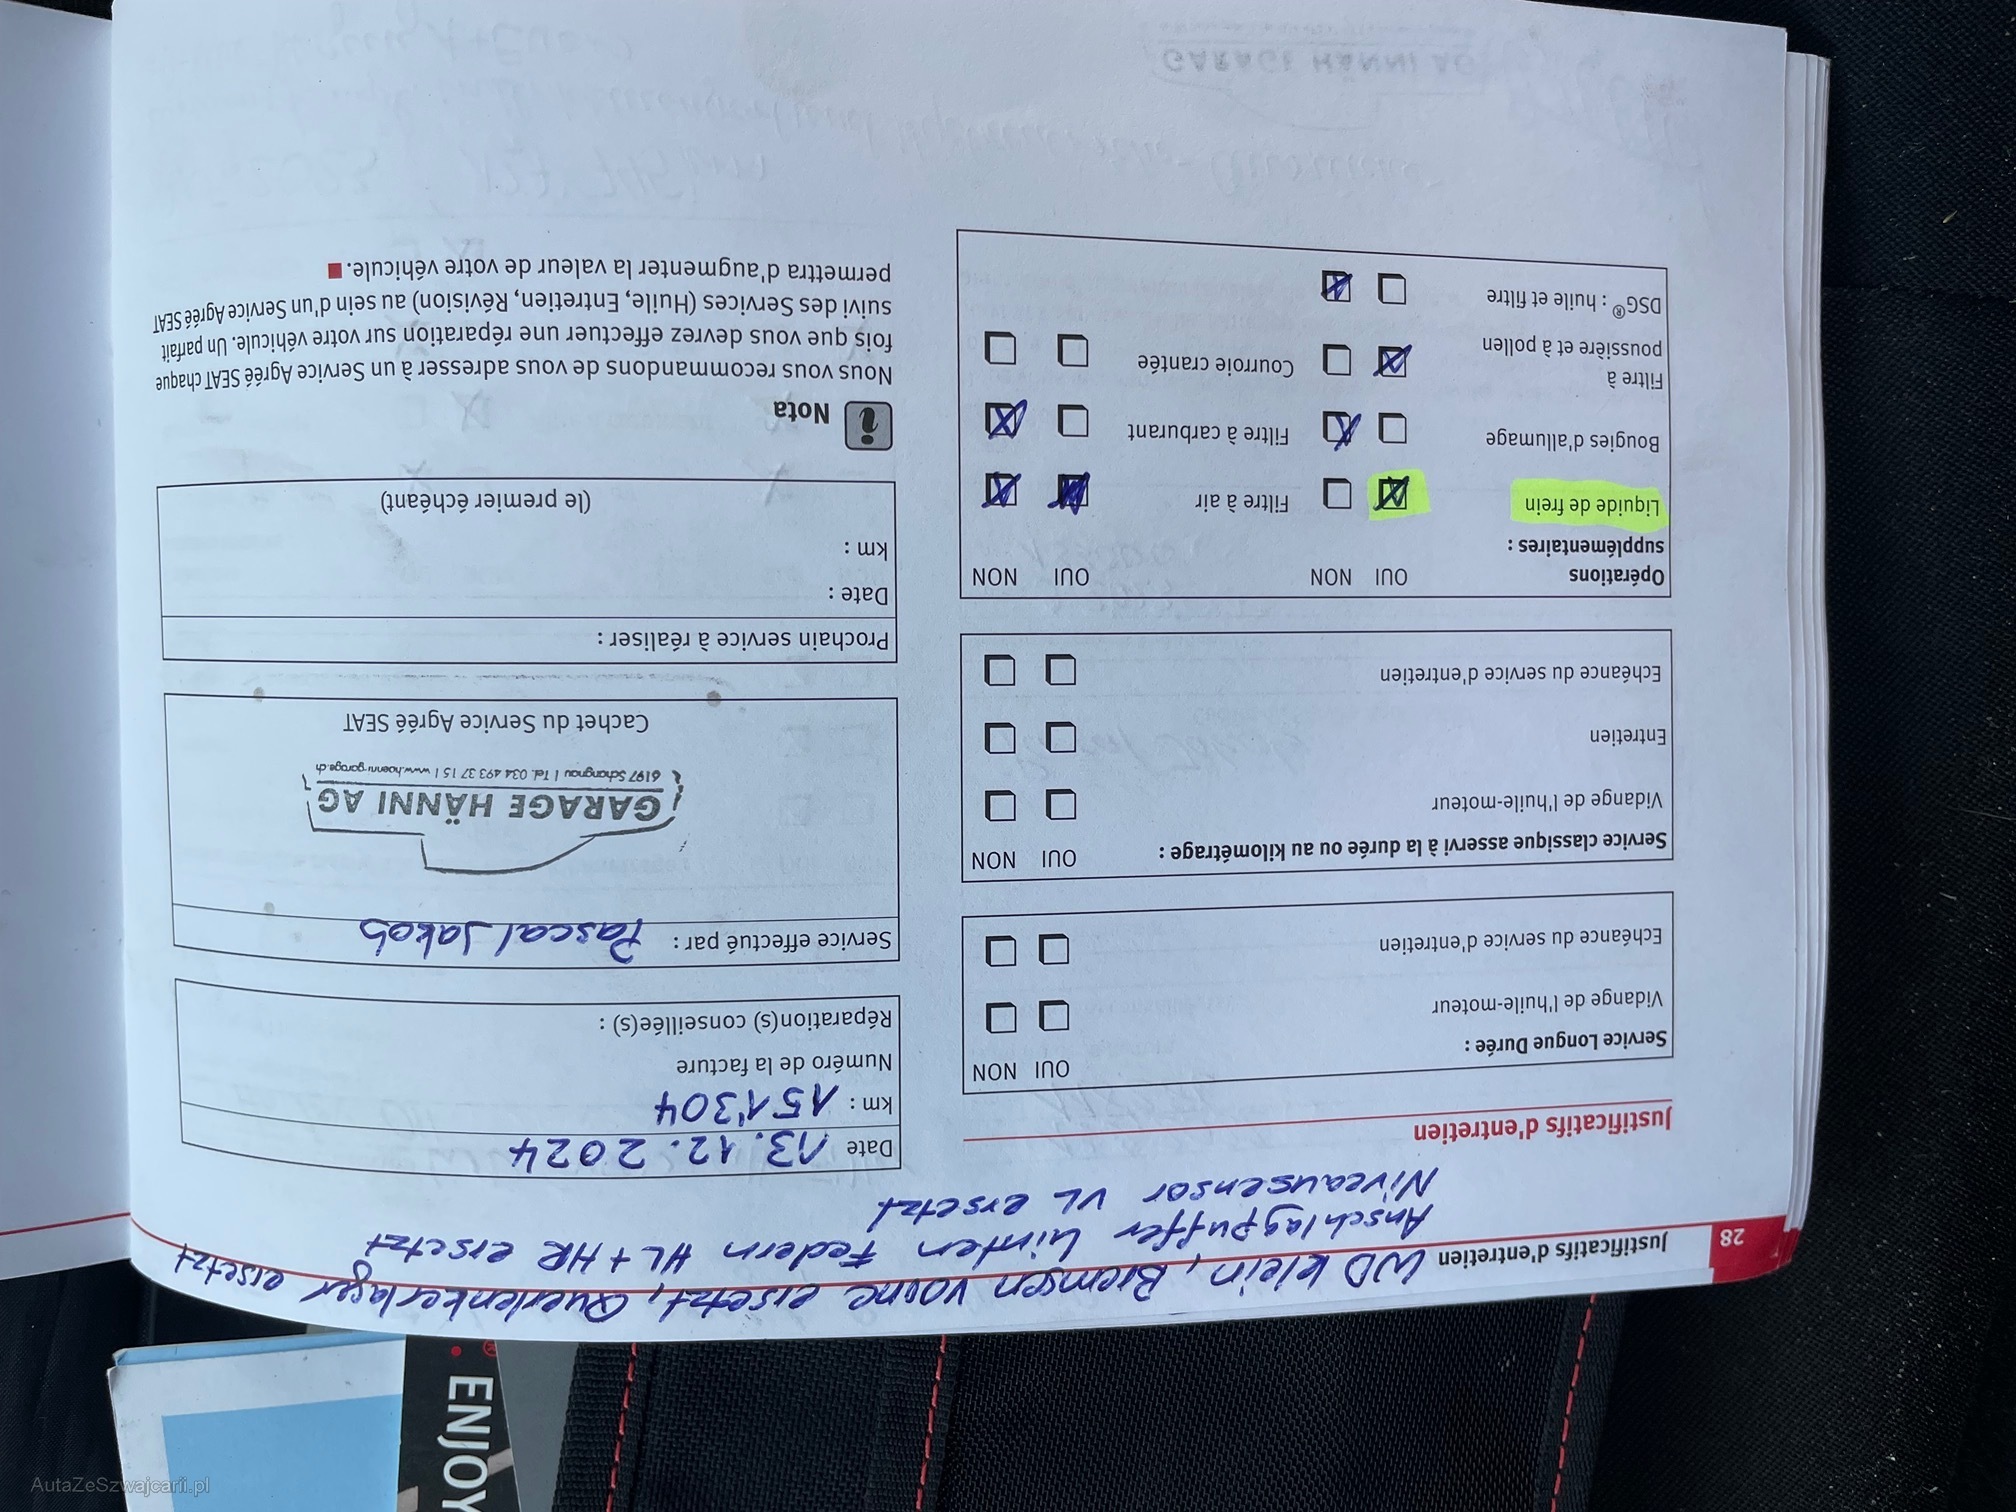 WD klein, Bremsen vorne ersetzt, Querlenkerlager ersetzt
28 Justificatifs d'entretien
Anschlagpuffer hinten Federn HL+HR ersetzt
Niveausensor VL ersetzt
Justificatifs d'entretien
OUI NON
Service Longue Durée :
Vidange de l'huile-moteur
Echéance du service d'entretien
OUI NON
Service classique asservi à la durée ou au kilométrage :
Vidange de l'huile-moteur
Entretien
Echéance du service d'entretien
Opérations
supplémentaires :
OUI NON OUI NON
Liquide de frein Filtre à air
Bougies d'allumage Filtre à carburant
Filtre à
poussière et à pollen Courroie crantée
DSG® : huile et filtre
Date 13.12.2024
km : 151'304
Numéro de la facture
Réparation(s) conseillée(s) :
Service effectué par : Pascal Jakob
GARAGE HÄNNI AG
6197 Schangnau | Tel. 034 493 37 15 | www.haenni-garage.ch
Cachet du Service Agréé SEAT
Prochain service à réaliser :
Date :
km :
(le premier échéant)
Nota
Nous vous recommandons de vous adresser à un Service Agréé SEAT chaque
fois que vous devrez effectuer une réparation sur votre véhicule. Un parfait
suivi des Services (Huile, Entretien, Révision) au sein d'un Service Agréé SEAT
permettra d'augmenter la valeur de votre véhicule.
ENJOY
AutaZeSzwajcarii.pl